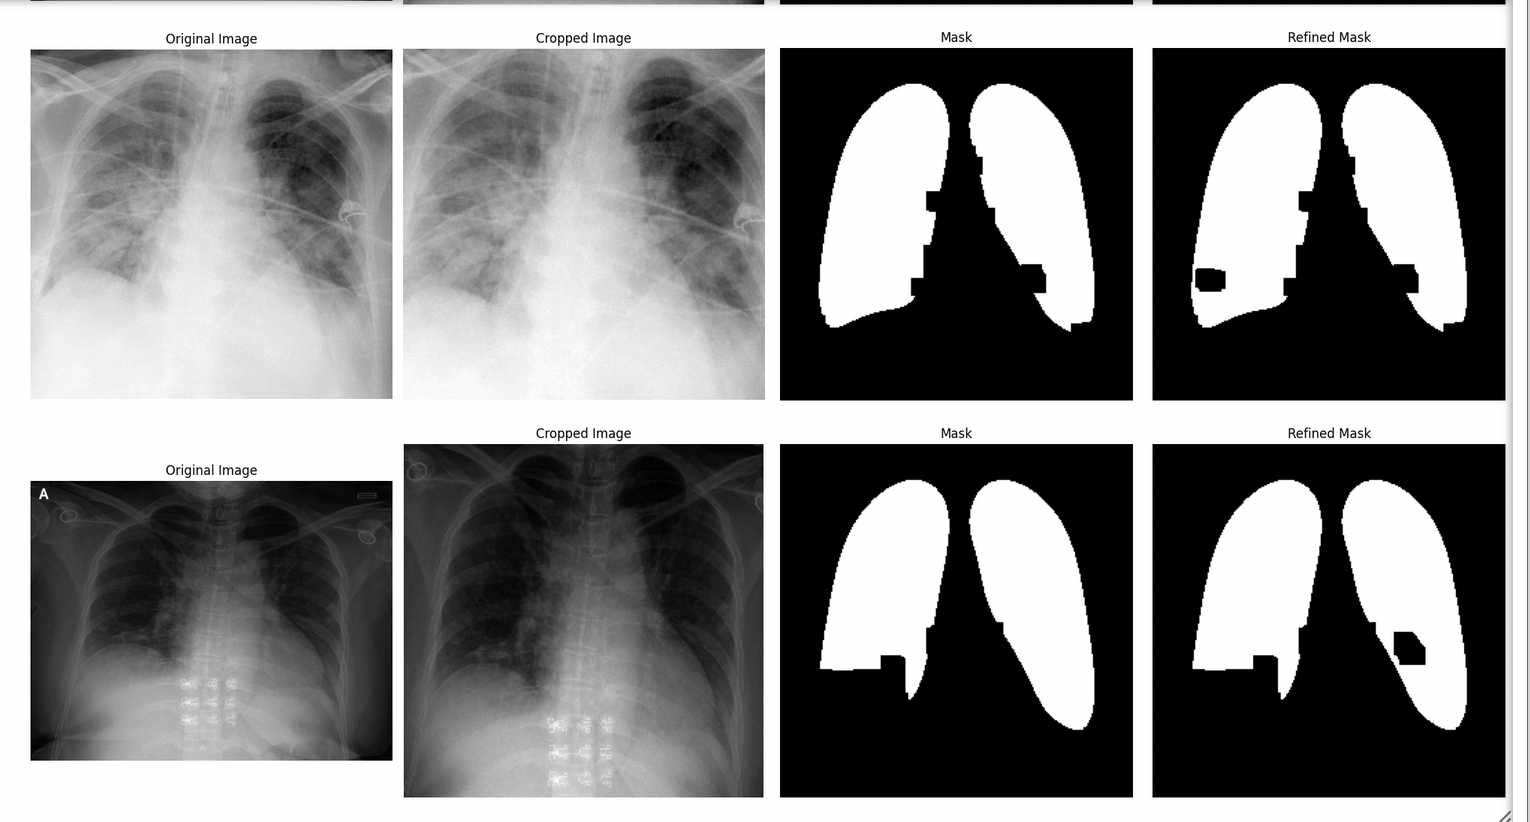 Original Image
Cropped Image
Mask
Refined Mask
Cropped Image
Mask
Refined Mask
Original Image
A